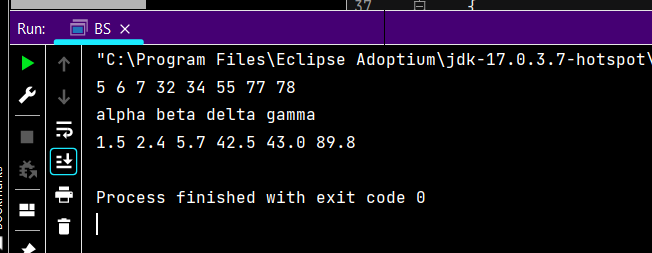 37 {
Run: BS
"C:\Program Files\Eclipse Adoptium\jdk-17.0.3.7-hotspot\
5 6 7 32 34 55 77 78
alpha beta delta gamma
1.5 2.4 5.7 42.5 43.0 89.8
Process finished with exit code 0